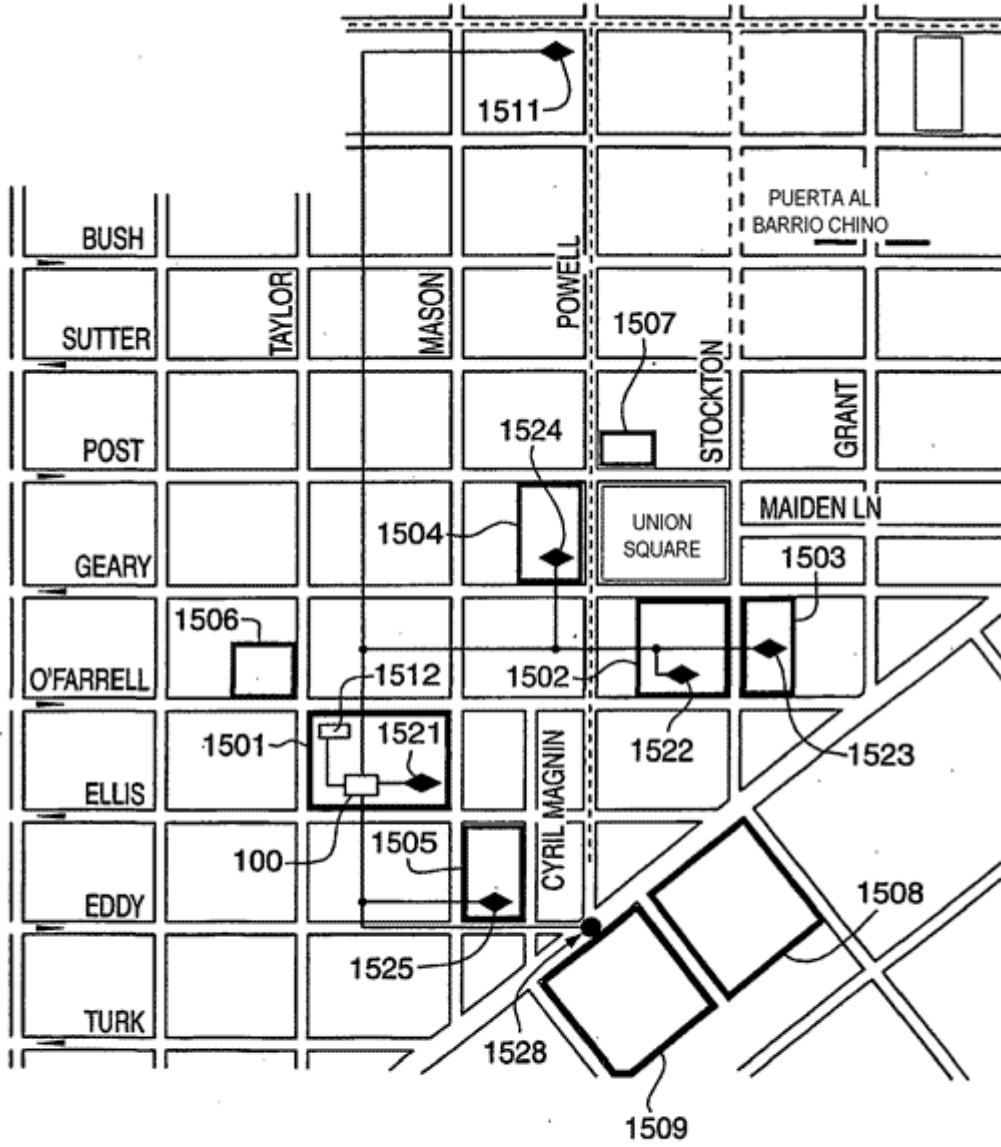 1511
PUERTA AL
BARRIO CHINO
BUSH
TAYLOR
MASON
POWELL
SUTTER
1507
STOCKTON
GRANT
1524
POST
MAIDEN LN
1504
UNION
SQUARE
1503
GEARY
1506
O'FARRELL
1512
1502
1501
1521
1522
1523
ELLIS
CYRIL MAGNIN
100
1505
1508
EDDY
1525
TURK
1528
1509